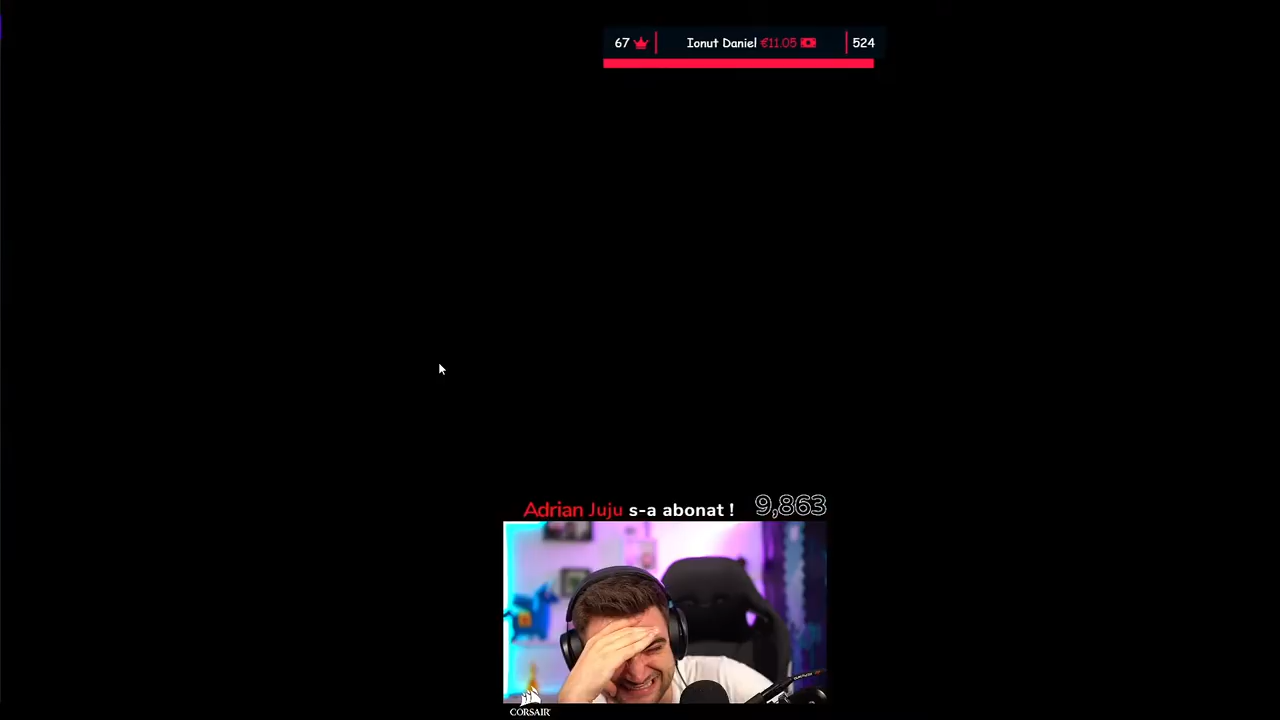 67 Ionut Daniel €11.05 524
Adrian Juju s-a abonat ! 9,863
CORSAIR